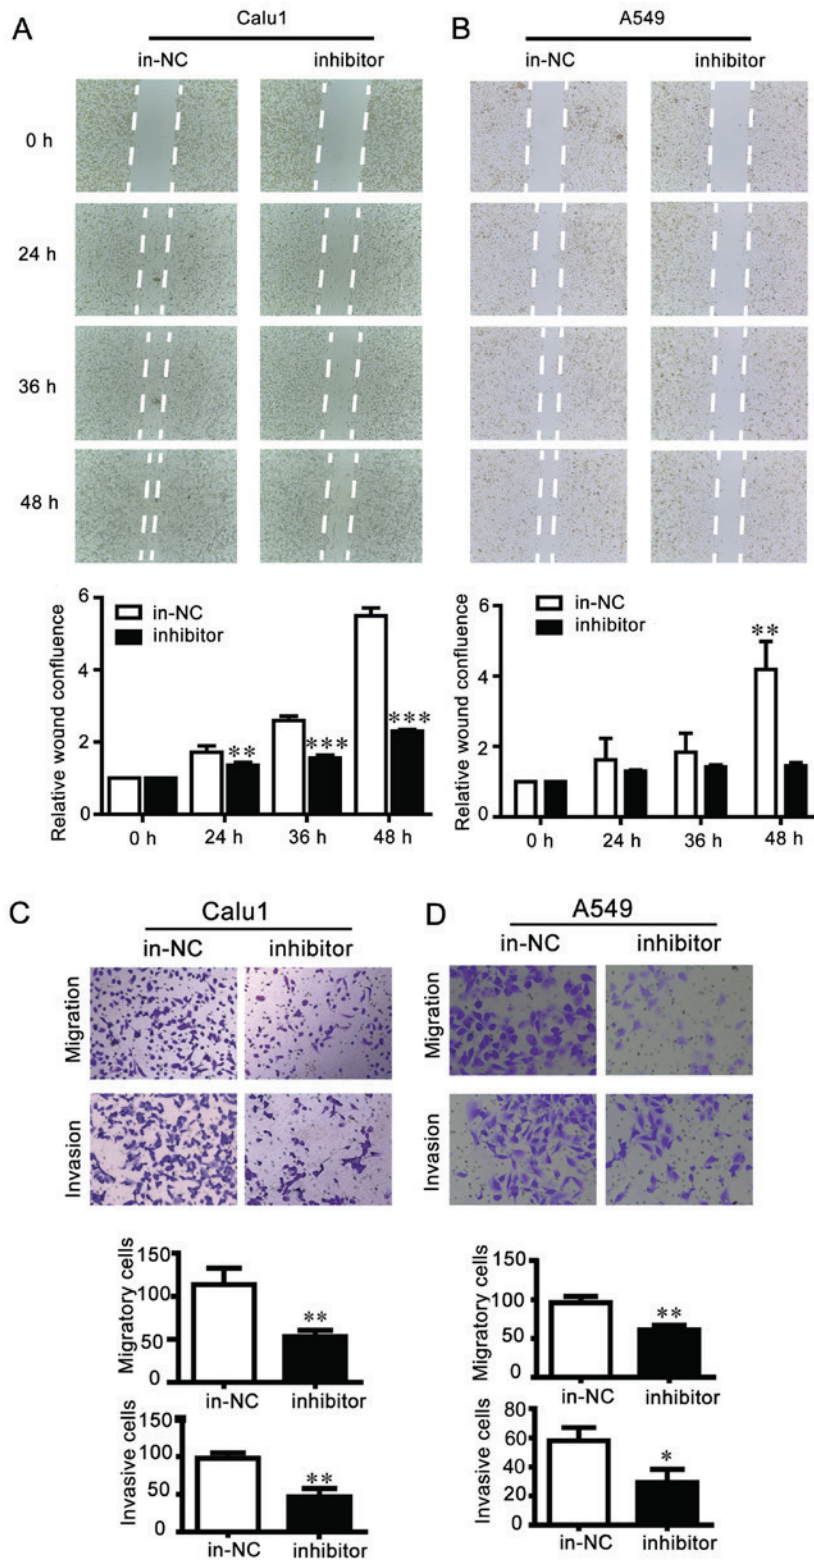 A
Calu1
in-NC
inhibitor
0 h
24 h
36 h
48 h
Relative wound confluence
6
4
2
0
in-NC
inhibitor
**
***
***
0 h
24 h
36 h
48 h
B
A549
in-NC
inhibitor
Relative wound confluence
6
4
2
0
in-NC
inhibitor
**
0 h
24 h
36 h
48 h
C
Calu1
in-NC
inhibitor
Migration
Invasion
Migratory cells
150
100
50
0
**
in-NC
inhibitor
Invasive cells
150
100
50
0
**
in-NC
inhibitor
D
A549
in-NC
inhibitor
Migration
Invasion
Migratory cells
150
100
50
0
**
in-NC
inhibitor
Invasive cells
80
60
40
20
0
*
in-NC
inhibitor